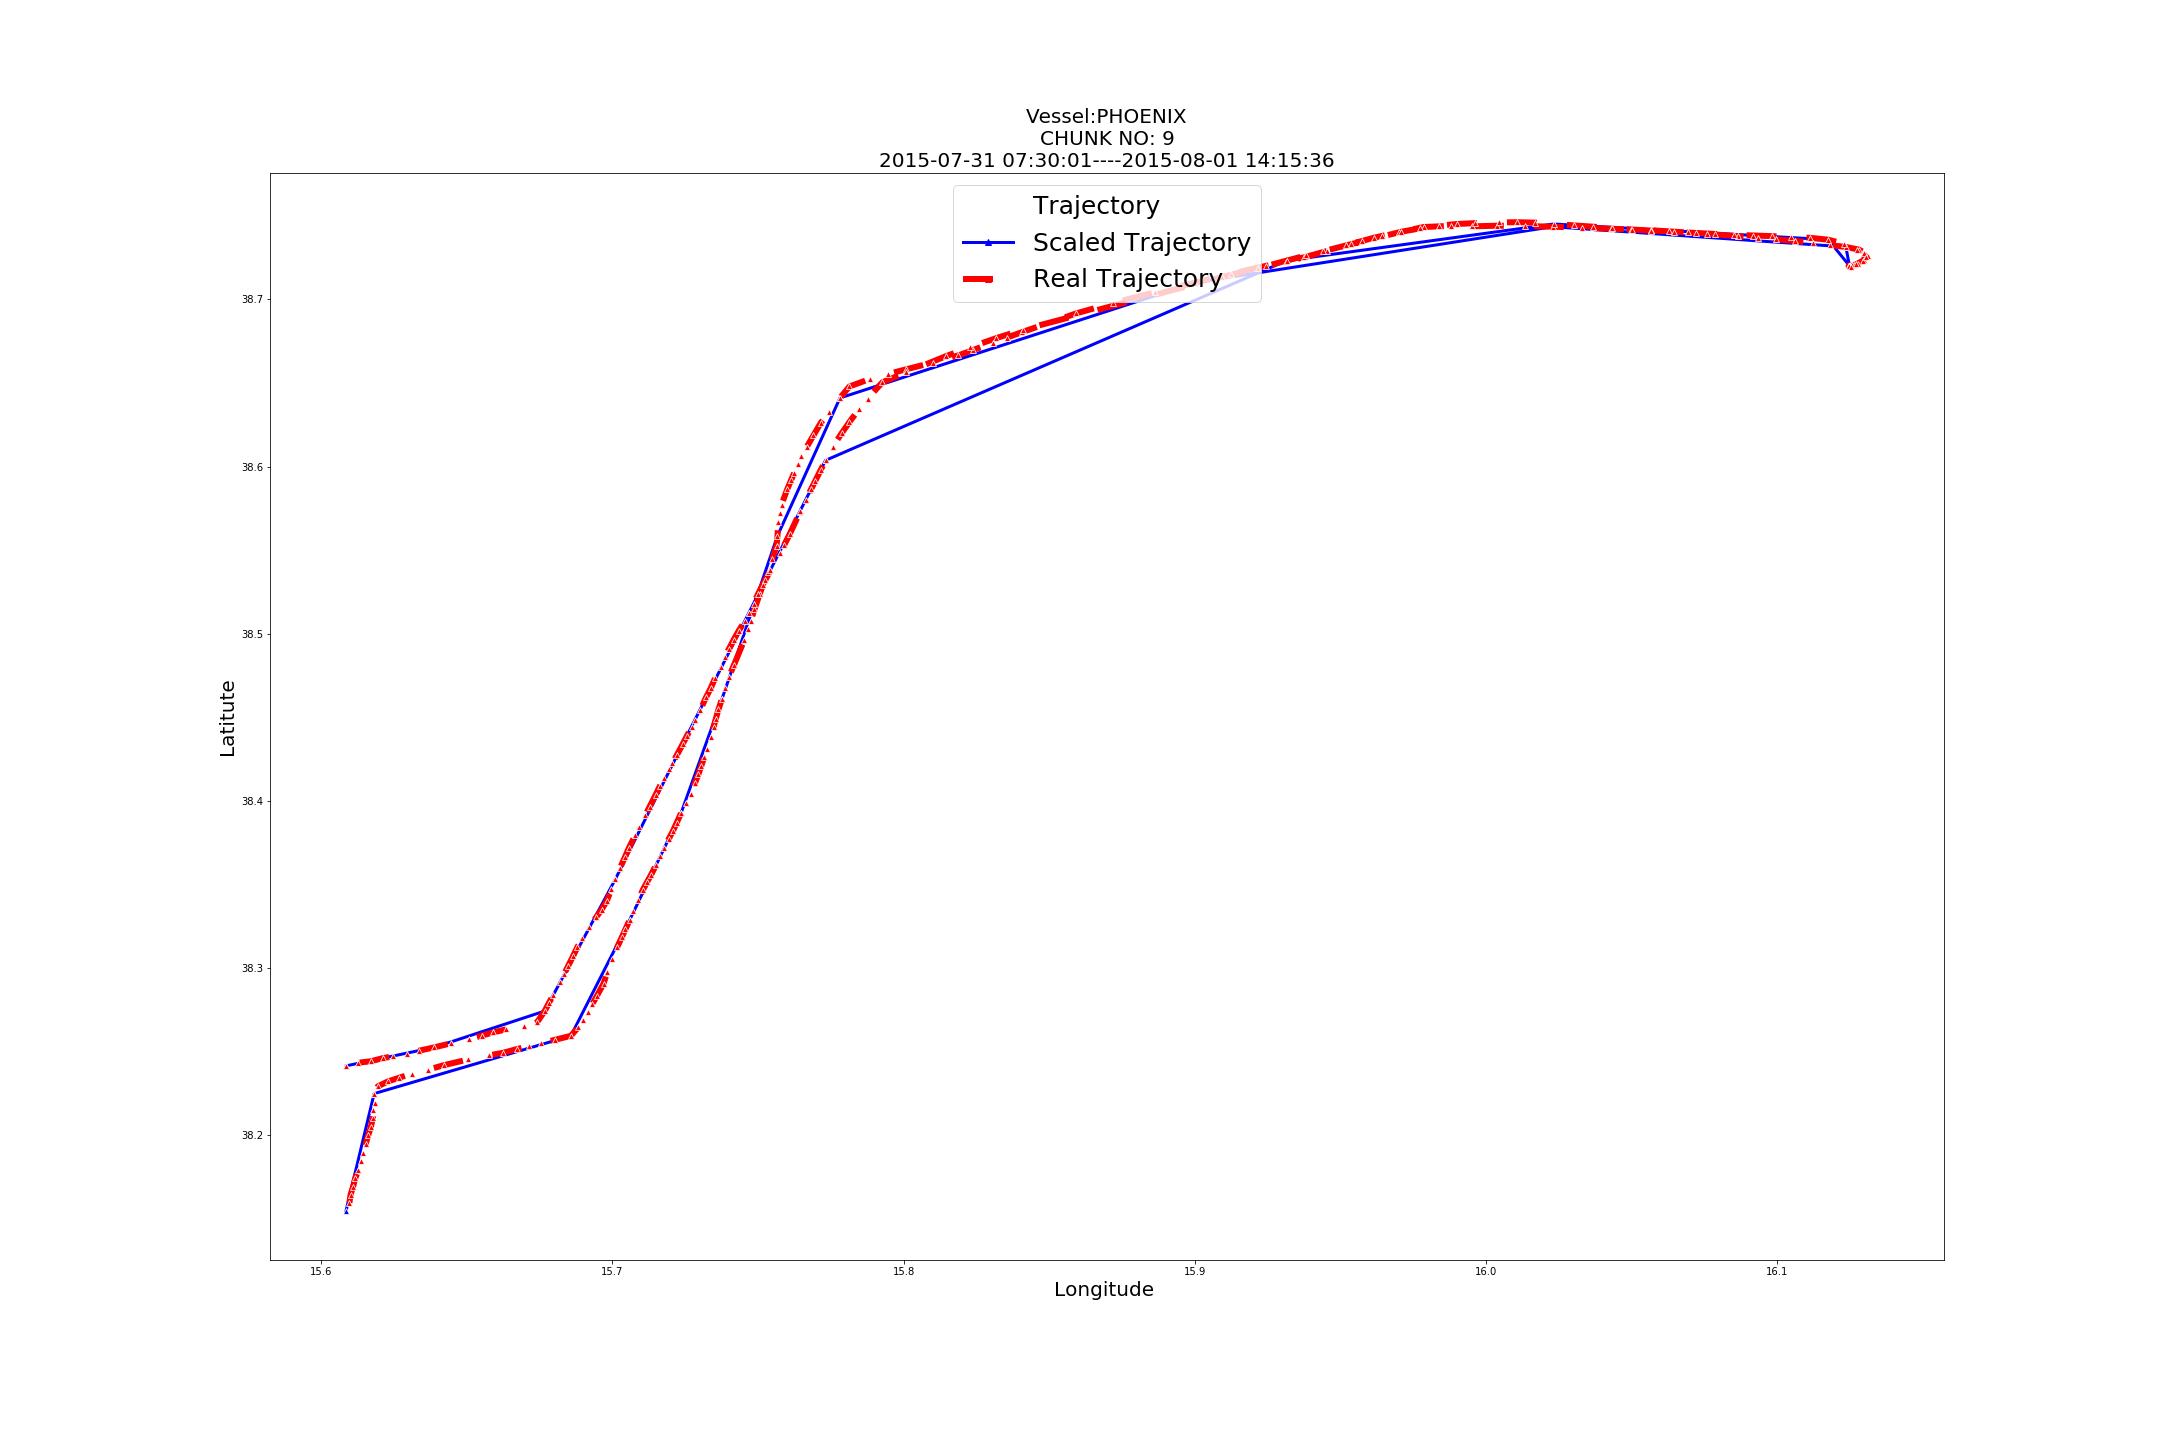 Vessel:PHOENIX
CHUNK NO: 9
2015-07-31 07:30:01----2015-08-01 14:15:36
Trajectory
Scaled Trajectory
Real Trajectory
38.7
38.6
38.5
38.4
38.3
38.2
Latitute
15.6 15.7 15.8 15.9 16.0 16.1
Longitude